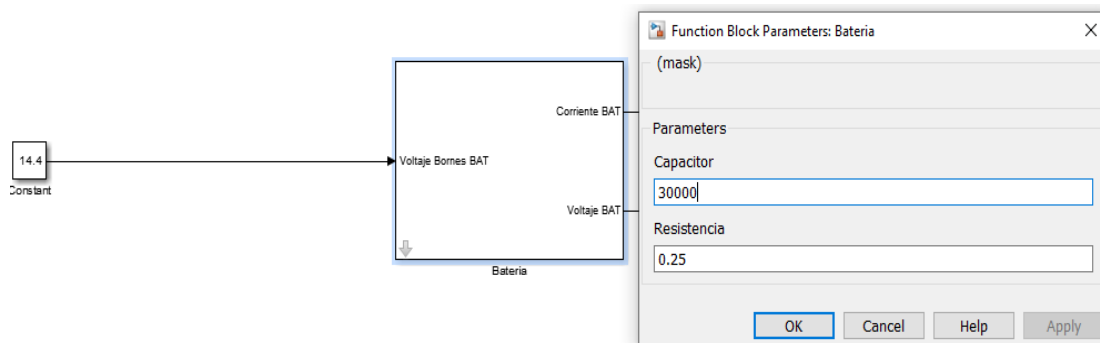 14.4
Constant
Voltaje Bornes BAT
Corriente BAT
Voltaje BAT
Bateria
Function Block Parameters: Bateria
(mask)
Parameters
Capacitor
30000
Resistencia
0.25
OK
Cancel
Help
Apply